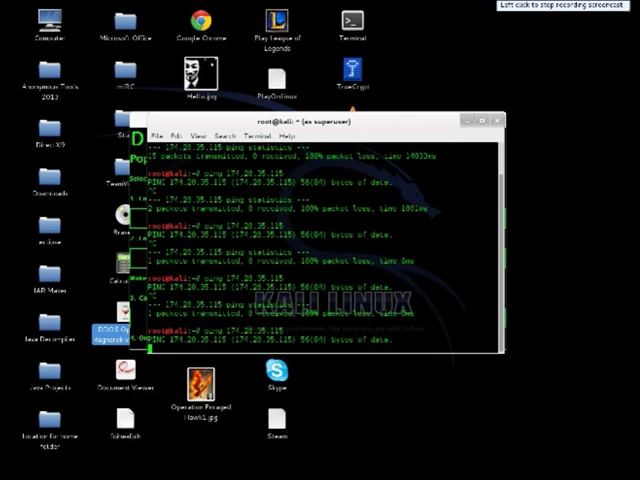 Left click to stop recording screencast
Computer
Microsoft Office
Google Chrome
Play League of
Legends
Terminal
Anonymous Tools
2013
mIRC
Hello.jpg
PlayOnLinux
TrueCrypt
DirectX9
Downloads
eclipse
JAR Maker
Java Decompiler
Java Projects
Document Viewer
Operation Enraged
Hawk1.jpg
Skype
location for home
folder
Steam
root@kali: ~ (as superuser)
File Edit View Search Terminal Help
--- 174.20.35.115 ping statistics ---
15 packets transmitted, 0 received, 100% packet loss, time 14033ms
root@kali:~# ping 174.20.35.115
PING 174.20.35.115 (174.20.35.115) 56(84) bytes of data.
^C
--- 174.20.35.115 ping statistics ---
2 packets transmitted, 0 received, 100% packet loss, time 1001ms
root@kali:~# ping 174.20.35.115
PING 174.20.35.115 (174.20.35.115) 56(84) bytes of data.
^C
--- 174.20.35.115 ping statistics ---
1 packets transmitted, 0 received, 100% packet loss, time 0ms
root@kali:~# ping 174.20.35.115
PING 174.20.35.115 (174.20.35.115) 56(84) bytes of data.
^C
--- 174.20.35.115 ping statistics ---
1 packets transmitted, 0 received, 100% packet loss, time 0ms
root@kali:~# ping 174.20.35.115
PING 174.20.35.115 (174.20.35.115) 56(84) bytes of data.
KALI LINUX